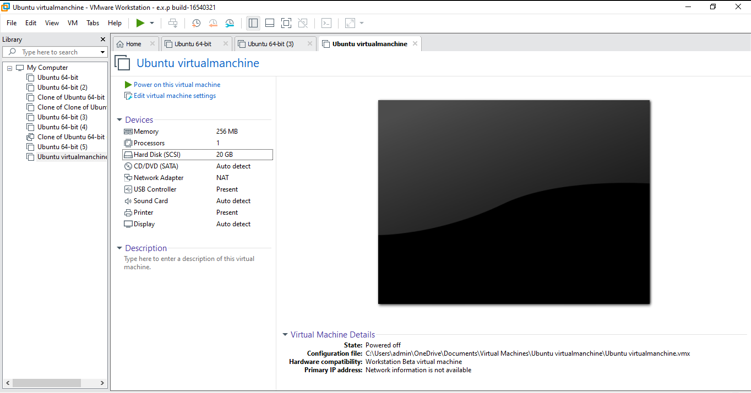 Ubuntu virtualmanchine - VMware Workstation - e.x.p build-16540321
File Edit View VM Tabs Help
Library
Type here to search
My Computer
Ubuntu 64-bit
Ubuntu 64-bit (2)
Clone of Ubuntu 64-bit
Clone of Clone of Ubun
Ubuntu 64-bit (3)
Ubuntu 64-bit (4)
Clone of Ubuntu 64-bit
Ubuntu 64-bit (5)
Ubuntu virtualmanchine
Home Ubuntu 64-bit Ubuntu 64-bit (3) Ubuntu virtualmanchine
Ubuntu virtualmanchine
Power on this virtual machine
Edit virtual machine settings
Devices
Memory 256 MB
Processors 1
Hard Disk (SCSI) 20 GB
CD/DVD (SATA) Auto detect
Network Adapter NAT
USB Controller Present
Sound Card Auto detect
Printer Present
Display Auto detect
Description
Type here to enter a description of this virtual
machine.
Virtual Machine Details
State: Powered off
Configuration file: C:\Users\admin\OneDrive\Documents\Virtual Machines\Ubuntu virtualmanchine\Ubuntu virtualmanchine.vmx
Hardware compatibility: Workstation Beta virtual machine
Primary IP address: Network information is not available